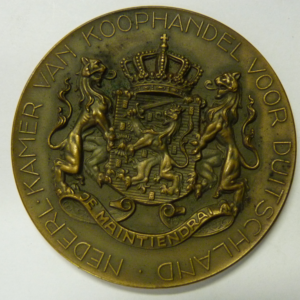 NEDERL · KAMER VAN KOOPHANDEL VOOR DUITSCHLAND ·
JE MAINTIENDRAI